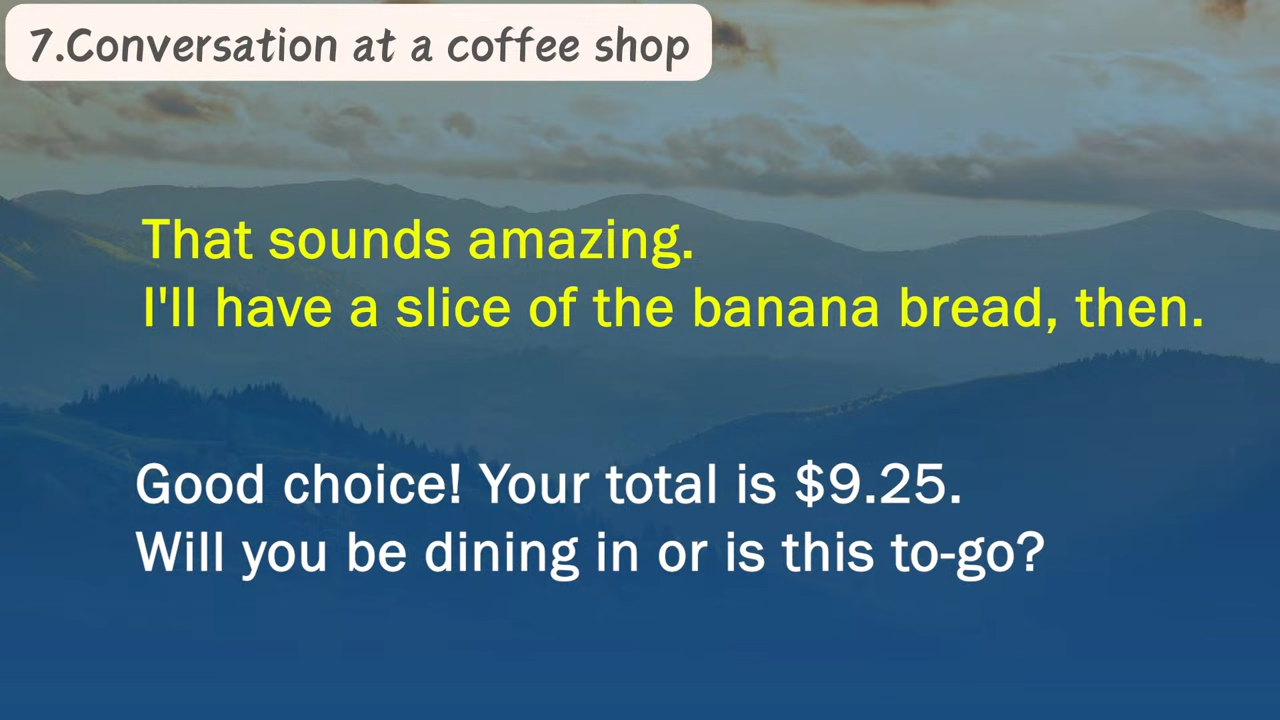 7.Conversation at a coffee shop
That sounds amazing.
I'll have a slice of the banana bread, then.
Good choice! Your total is $9.25.
Will you be dining in or is this to-go?